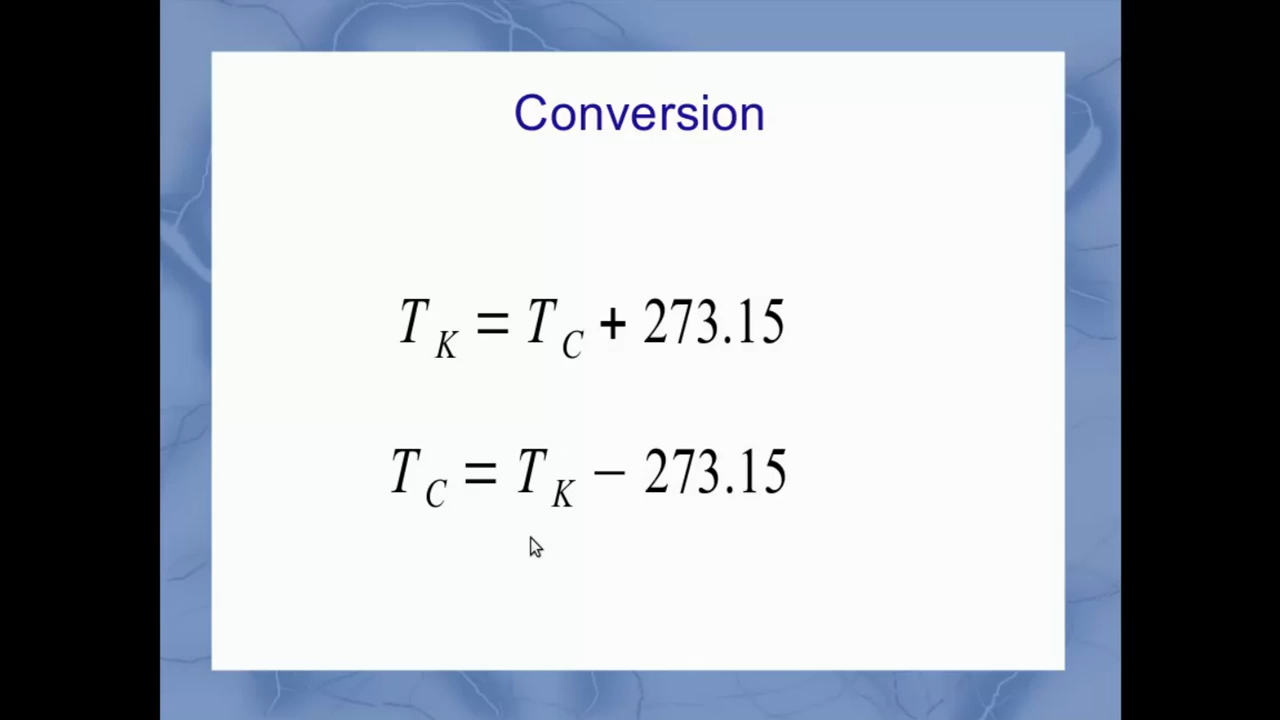 Conversion
T_K = T_C + 273.15
T_C = T_K − 273.15